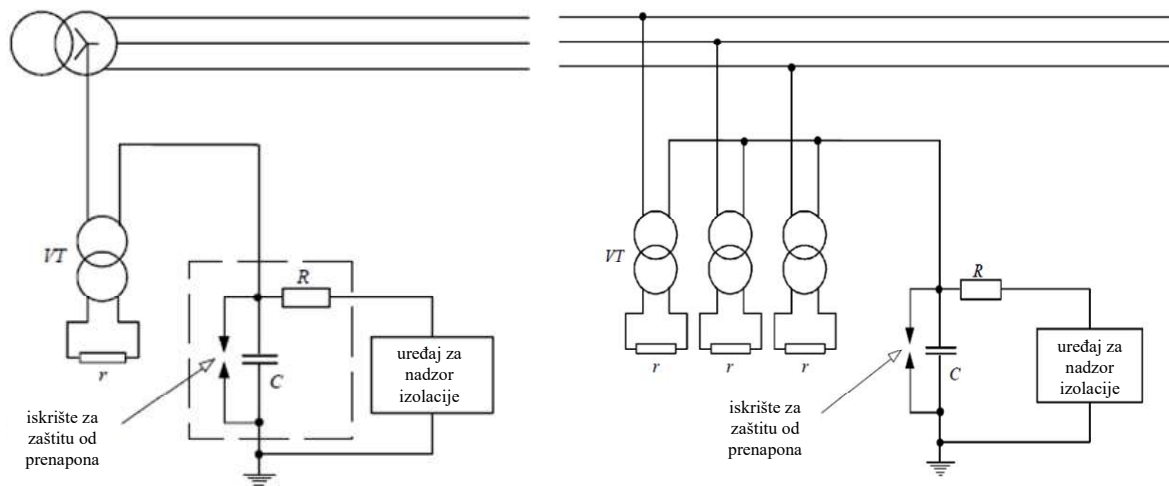 VT
r
R
C
uređaj za
nadzor
izolacije
iskrište za
zaštitu od
prenapona
VT
r
r
r
R
C
uređaj za
nadzor
izolacije
iskrište za
zaštitu od
prenapona